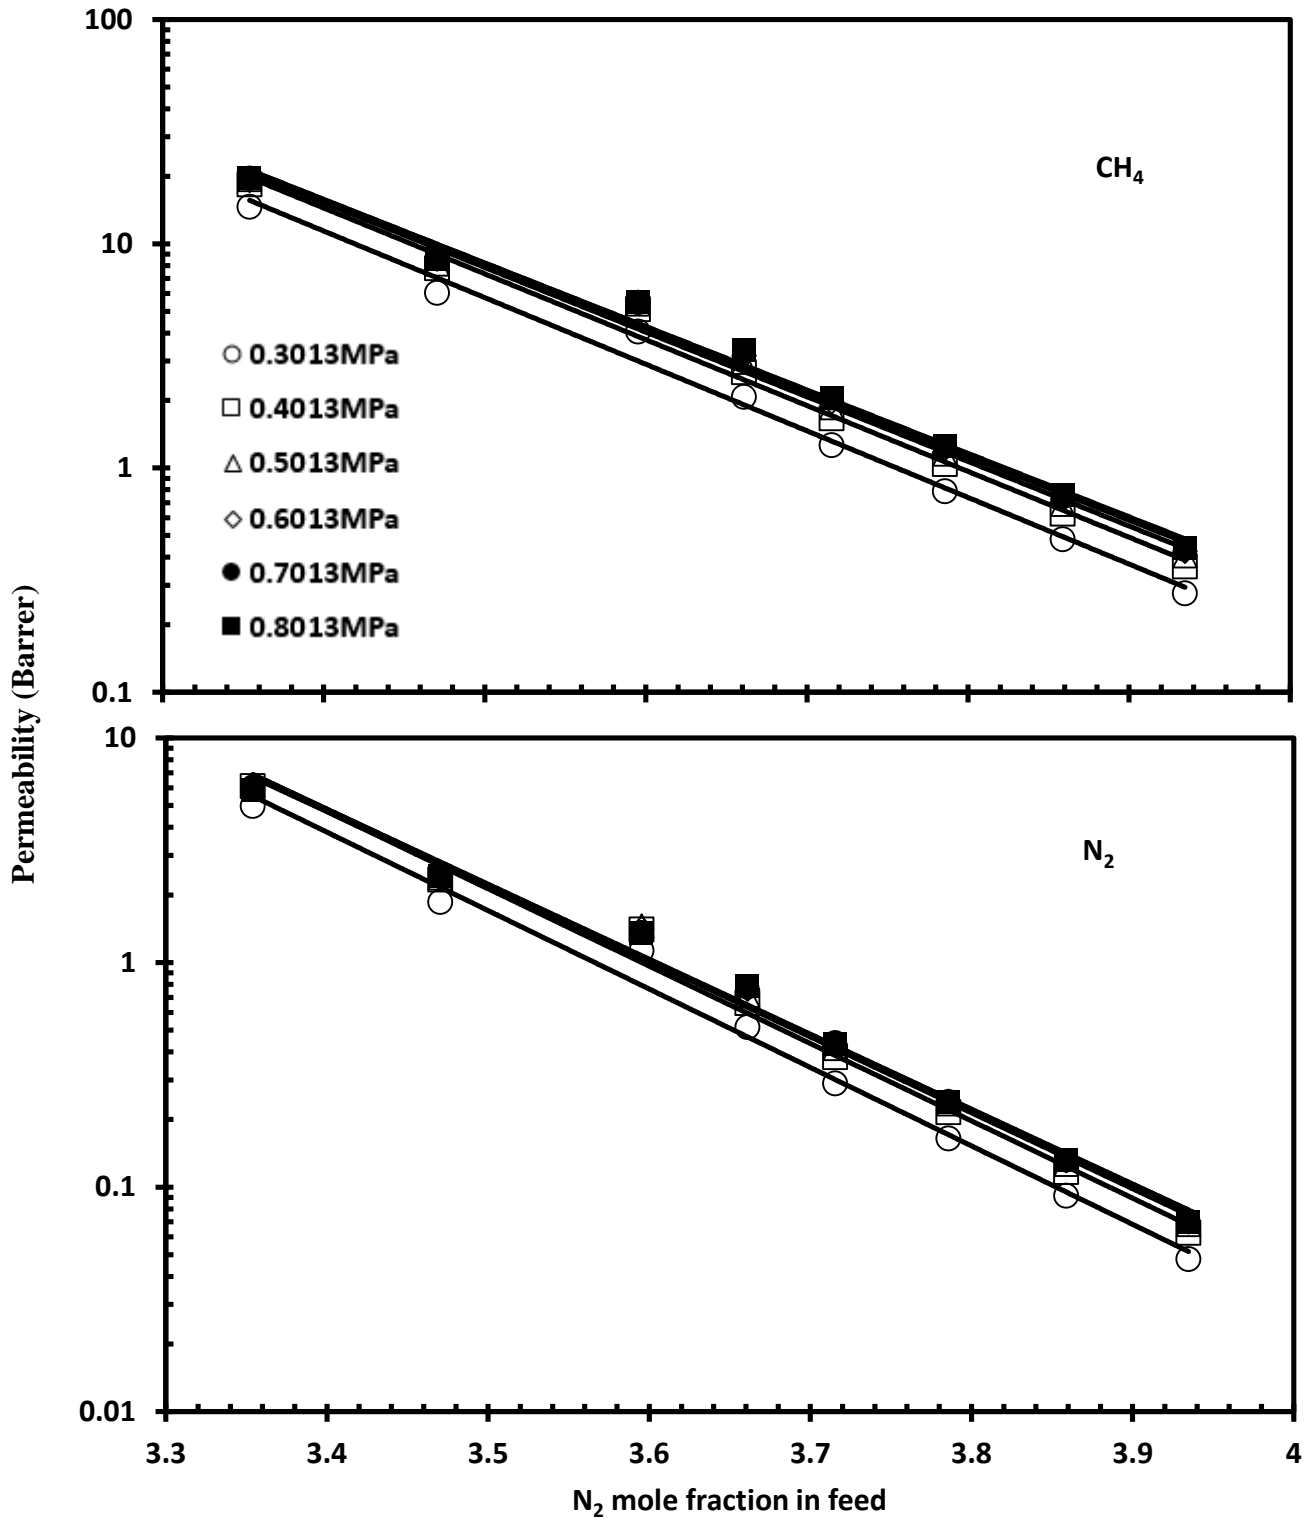 100
10
1
0.1
CH4
0.3013MPa
0.4013MPa
0.5013MPa
0.6013MPa
0.7013MPa
0.8013MPa
Permeability (Barrer)
10
1
0.1
0.01
N2
3.3 3.4 3.5 3.6 3.7 3.8 3.9 4
N2 mole fraction in feed